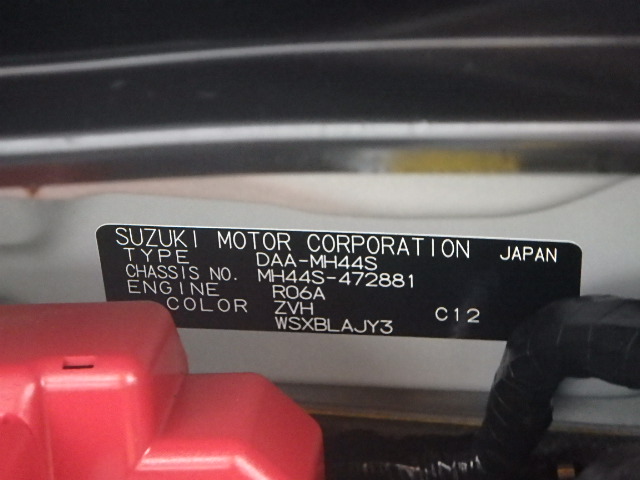 SUZUKI MOTOR CORPORATION JAPAN
TYPE DAA-MH44S
CHASSIS NO. MH44S-472881
ENGINE R06A
COLOR ZVH C12
WSXBLAJY3